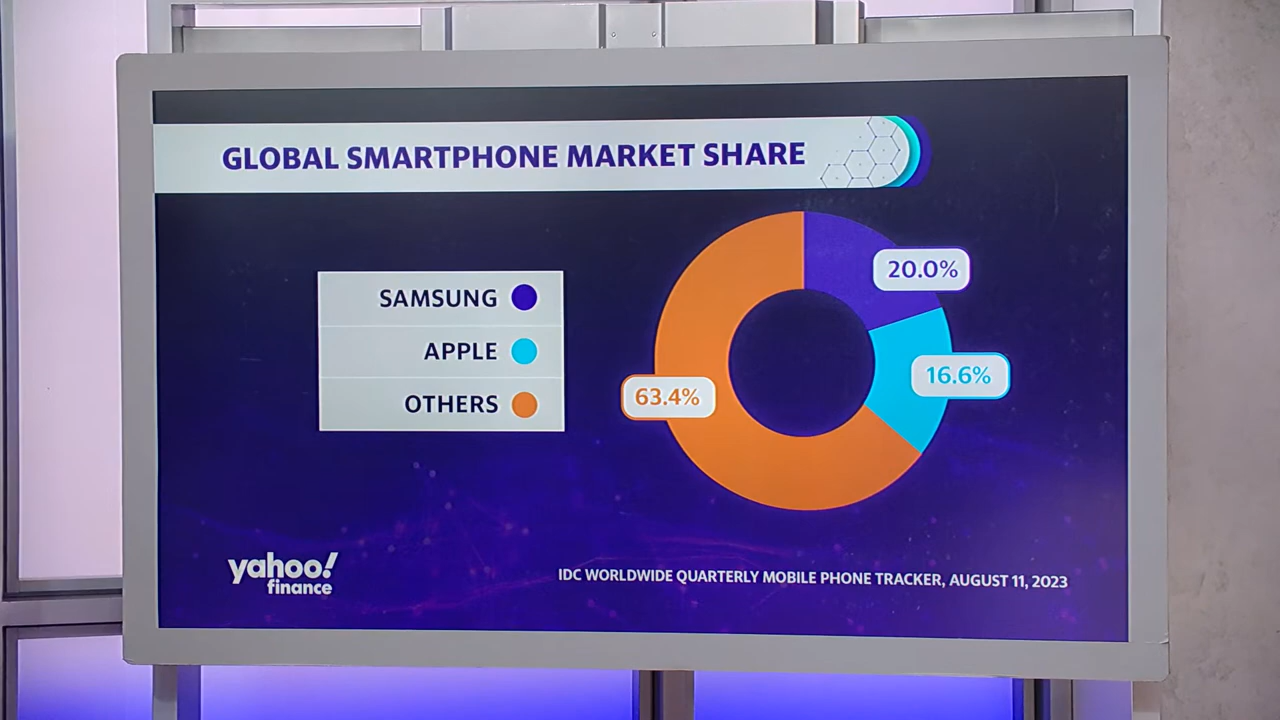 GLOBAL SMARTPHONE MARKET SHARE
SAMSUNG
APPLE
OTHERS
20.0%
16.6%
63.4%
yahoo!
finance
IDC WORLDWIDE QUARTERLY MOBILE PHONE TRACKER, AUGUST 11, 2023